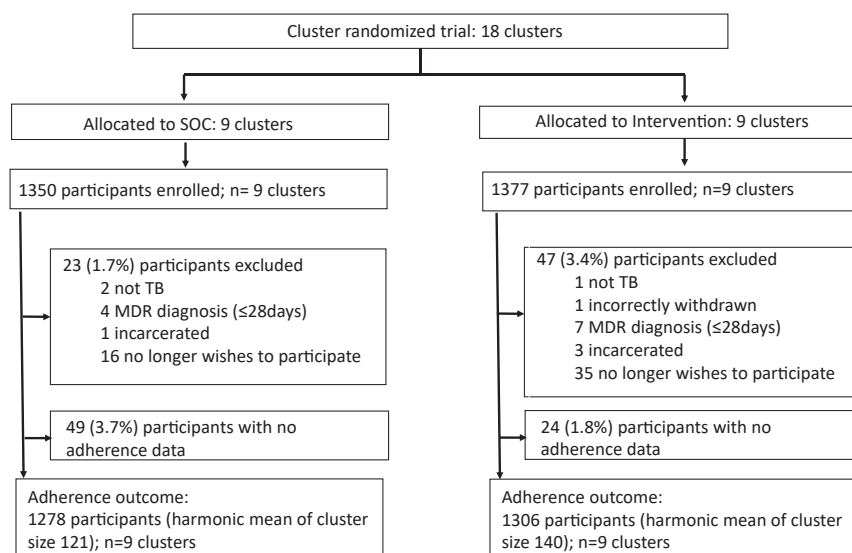 Cluster randomized trial: 18 clusters
Allocated to SOC: 9 clusters
Allocated to Intervention: 9 clusters
1350 participants enrolled; n= 9 clusters
1377 participants enrolled; n=9 clusters
23 (1.7%) participants excluded
2 not TB
4 MDR diagnosis (≤28days)
1 incarcerated
16 no longer wishes to participate
47 (3.4%) participants excluded
1 not TB
1 incorrectly withdrawn
7 MDR diagnosis (≤28days)
3 incarcerated
35 no longer wishes to participate
49 (3.7%) participants with no
adherence data
24 (1.8%) participants with no
adherence data
Adherence outcome:
1278 participants (harmonic mean of cluster
size 121); n=9 clusters
Adherence outcome:
1306 participants (harmonic mean of cluster
size 140); n=9 clusters